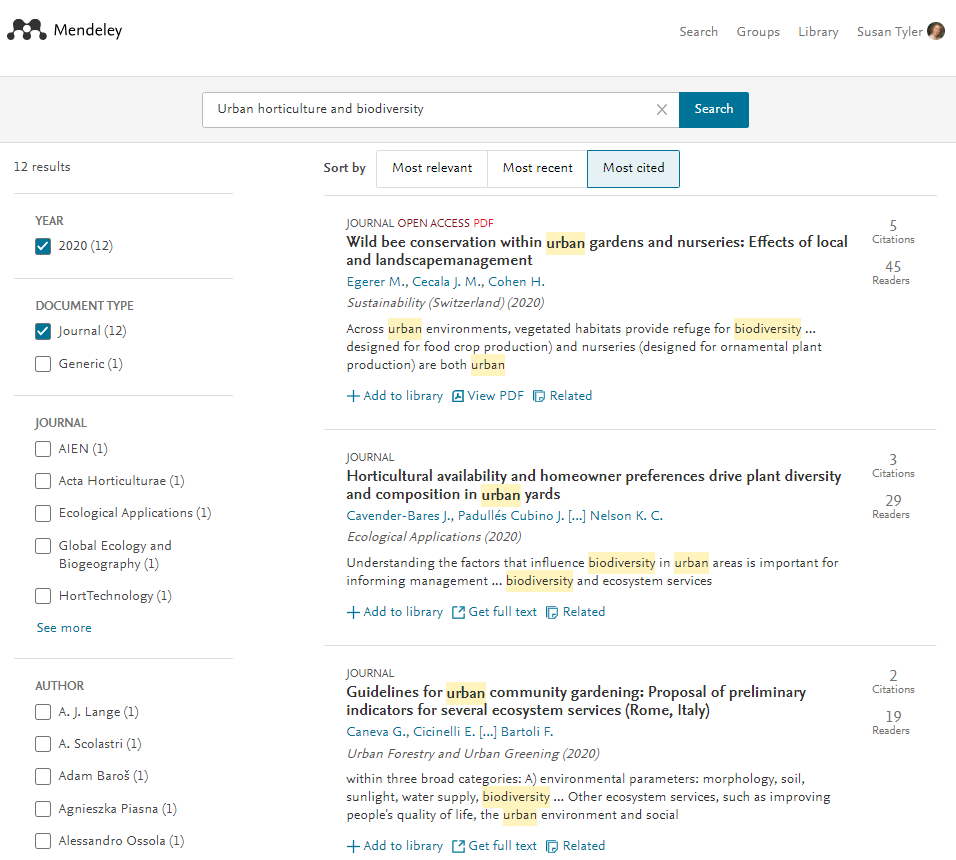 Mendeley
Search Groups Library Susan Tyler
Urban horticulture and biodiversity
Search
12 results
Sort by Most relevant Most recent Most cited
YEAR
2020 (12)
DOCUMENT TYPE
Journal (12)
Generic (1)
JOURNAL
AIEN (1)
Acta Horticulturae (1)
Ecological Applications (1)
Global Ecology and
Biogeography (1)
HortTechnology (1)
See more
AUTHOR
A. J. Lange (1)
A. Scolastri (1)
Adam Baroš (1)
Agnieszka Piasna (1)
Alessandro Ossola (1)
JOURNAL OPEN ACCESS PDF
Wild bee conservation within urban gardens and nurseries: Effects of local
and landscapemanagement
Egerer M., Cecala J. M., Cohen H.
Sustainability (Switzerland) (2020)
Across urban environments, vegetated habitats provide refuge for biodiversity ...
designed for food crop production) and nurseries (designed for ornamental plant
production) are both urban
Add to library View PDF Related
5
Citations
45
Readers
JOURNAL
Horticultural availability and homeowner preferences drive plant diversity
and composition in urban yards
Cavender-Bares J., Padullés Cubino J. [...] Nelson K. C.
Ecological Applications (2020)
Understanding the factors that influence biodiversity in urban areas is important for
informing management ... biodiversity and ecosystem services
Add to library Get full text Related
3
Citations
29
Readers
JOURNAL
Guidelines for urban community gardening: Proposal of preliminary
indicators for several ecosystem services (Rome, Italy)
Caneva G., Cicinelli E. [...] Bartoli F.
Urban Forestry and Urban Greening (2020)
within three broad categories: A) environmental parameters: morphology, soil,
sunlight, water supply, biodiversity ... Other ecosystem services, such as improving
people's quality of life, the urban environment and social
Add to library Get full text Related
2
Citations
19
Readers